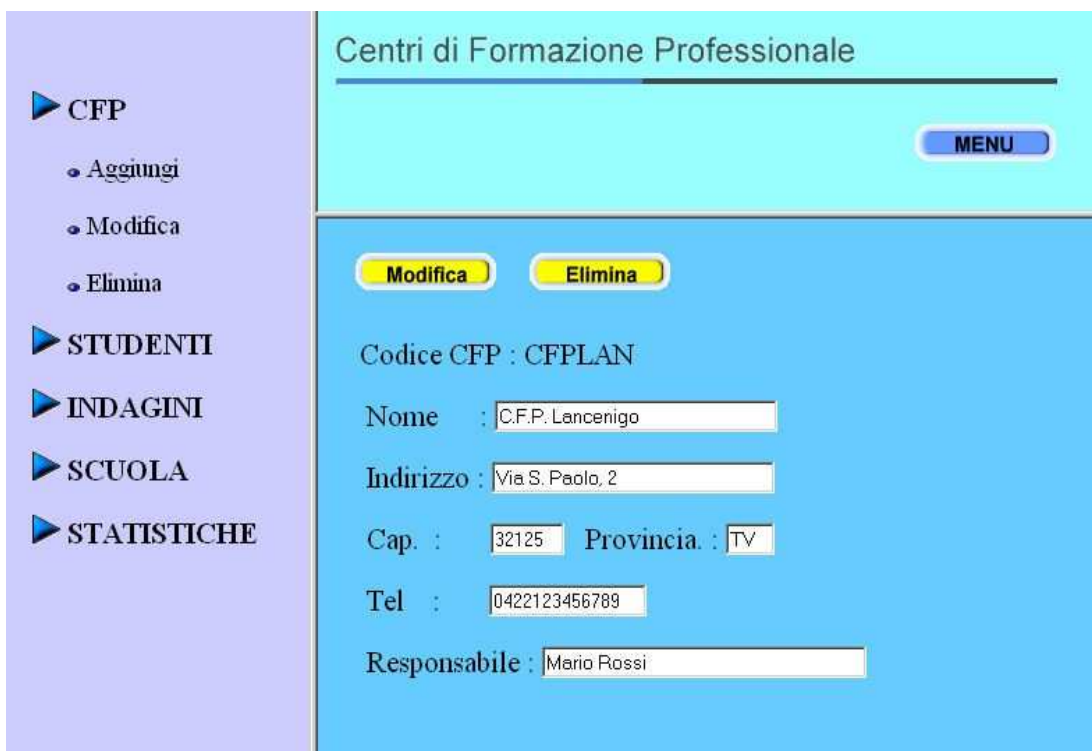 CFP
Aggiungi
Modifica
Elimina
STUDENTI
INDAGINI
SCUOLA
STATISTICHE
Centri di Formazione Professionale
MENU
Modifica Elimina
Codice CFP : CFPLAN
Nome : C.F.P. Lancenigo
Indirizzo : Via S. Paolo, 2
Cap. : 32125 Provincia. : TV
Tel : 0422123456789
Responsabile : Mario Rossi